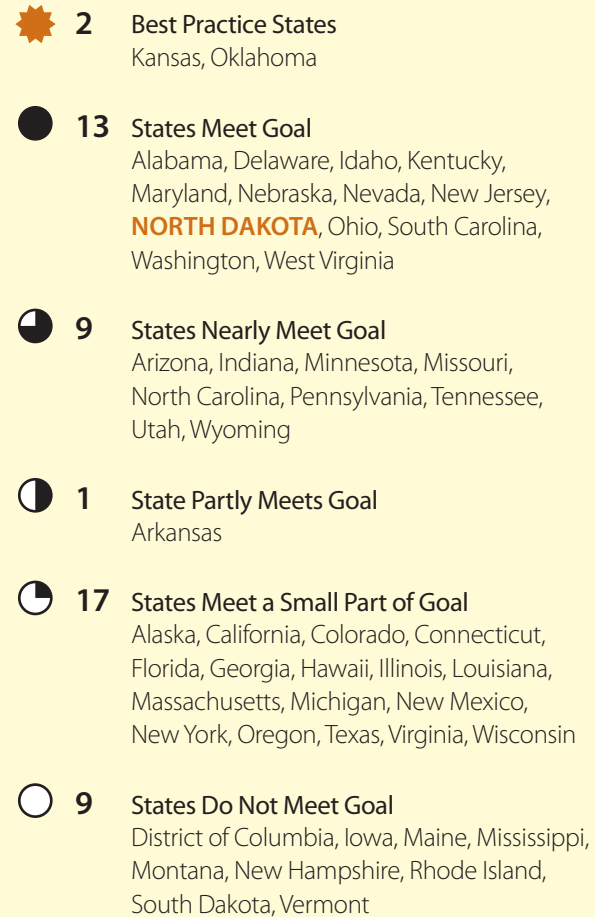 2 Best Practice States
Kansas, Oklahoma
13 States Meet Goal
Alabama, Delaware, Idaho, Kentucky,
Maryland, Nebraska, Nevada, New Jersey,
NORTH DAKOTA, Ohio, South Carolina,
Washington, West Virginia
9 States Nearly Meet Goal
Arizona, Indiana, Minnesota, Missouri,
North Carolina, Pennsylvania, Tennessee,
Utah, Wyoming
1 State Partly Meets Goal
Arkansas
17 States Meet a Small Part of Goal
Alaska, California, Colorado, Connecticut,
Florida, Georgia, Hawaii, Illinois, Louisiana,
Massachusetts, Michigan, New Mexico,
New York, Oregon, Texas, Virginia, Wisconsin
9 States Do Not Meet Goal
District of Columbia, Iowa, Maine, Mississippi,
Montana, New Hampshire, Rhode Island,
South Dakota, Vermont